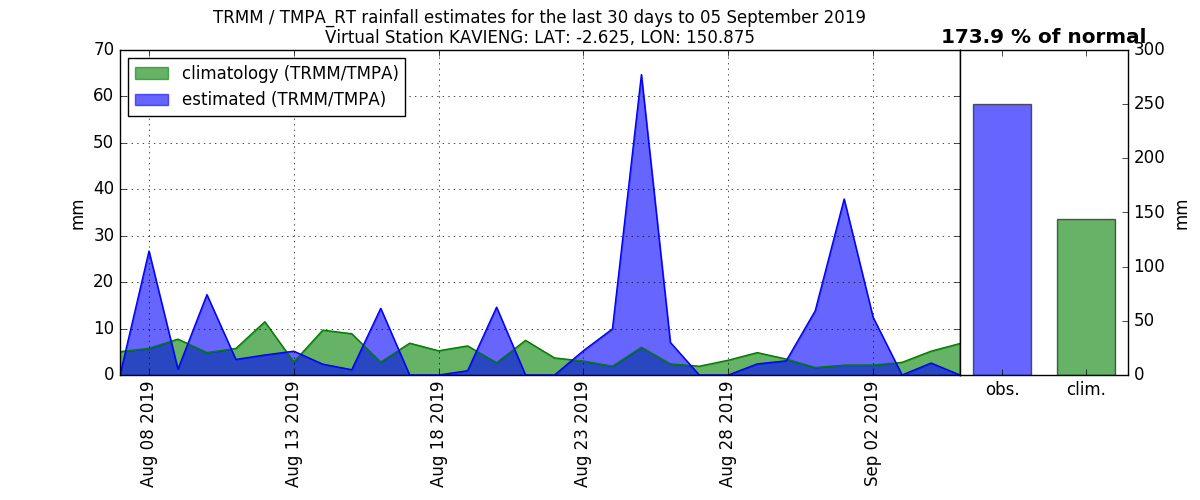 TRMM / TMPA_RT rainfall estimates for the last 30 days to 05 September 2019
Virtual Station KAVIENG: LAT: -2.625, LON: 150.875
173.9 % of normal
climatology (TRMM/TMPA)
estimated (TRMM/TMPA)
70
60
50
40
30
20
10
0
mm
Aug 08 2019
Aug 13 2019
Aug 18 2019
Aug 23 2019
Aug 28 2019
Sep 02 2019
obs.
clim.
300
250
200
150
100
50
0
mm